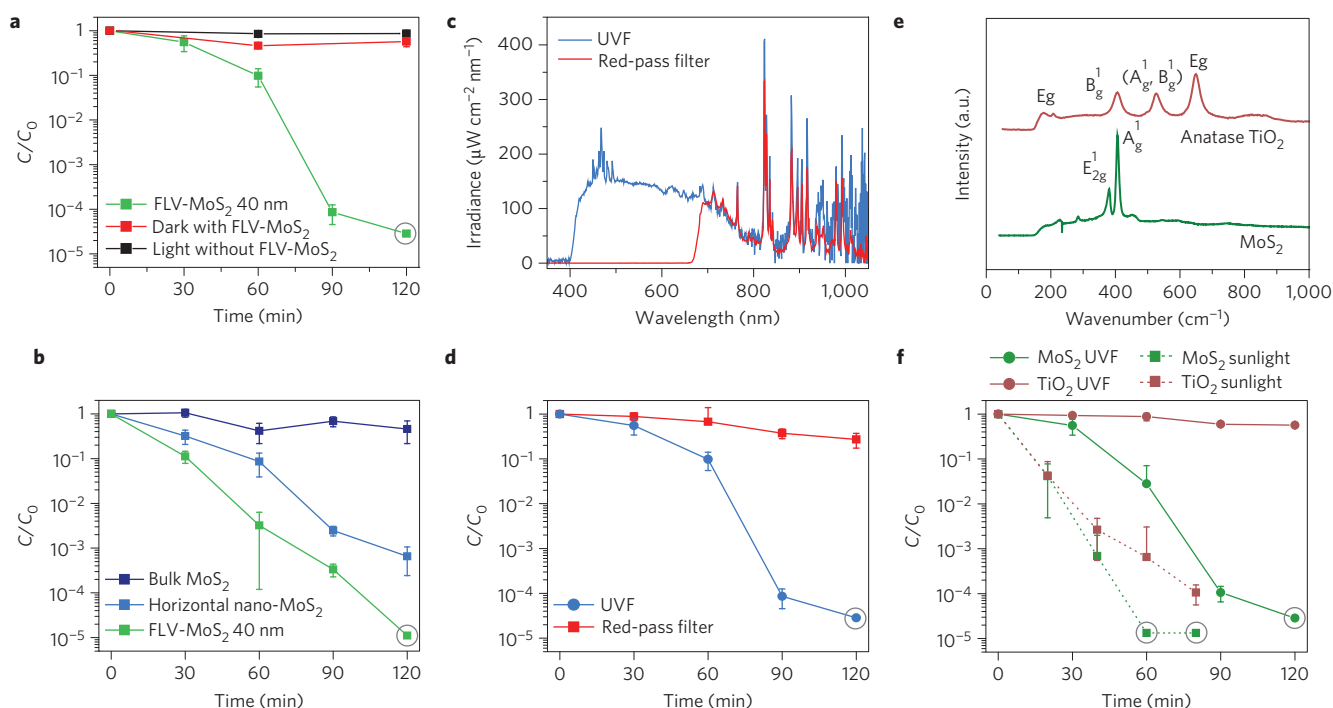 a
C/C₀
1
10⁻¹
10⁻²
10⁻³
10⁻⁴
10⁻⁵
FLV-MoS₂ 40 nm
Dark with FLV-MoS₂
Light without FLV-MoS₂
0 30 60 90 120
Time (min)
c
Irradiance (μW cm⁻² nm⁻¹)
400
300
200
100
0
UVF
Red-pass filter
400 600 800 1,000
Wavelength (nm)
e
Intensity (a.u.)
Eg
B¹g
(A¹g, B¹g)
Eg
Anatase TiO₂
A¹g
E¹2g
MoS₂
0 200 400 600 1,000
Wavenumber (cm⁻¹)
b
C/C₀
1
10⁻¹
10⁻²
10⁻³
10⁻⁴
10⁻⁵
Bulk MoS₂
Horizontal nano-MoS₂
FLV-MoS₂ 40 nm
0 30 60 90 120
Time (min)
d
C/C₀
1
10⁻¹
10⁻²
10⁻³
10⁻⁴
10⁻⁵
UVF
Red-pass filter
0 30 60 90 120
Time (min)
f
MoS₂ UVF MoS₂ sunlight
TiO₂ UVF TiO₂ sunlight
C/C₀
1
10⁻¹
10⁻²
10⁻³
10⁻⁴
10⁻⁵
0 30 60 90 120
Time (min)